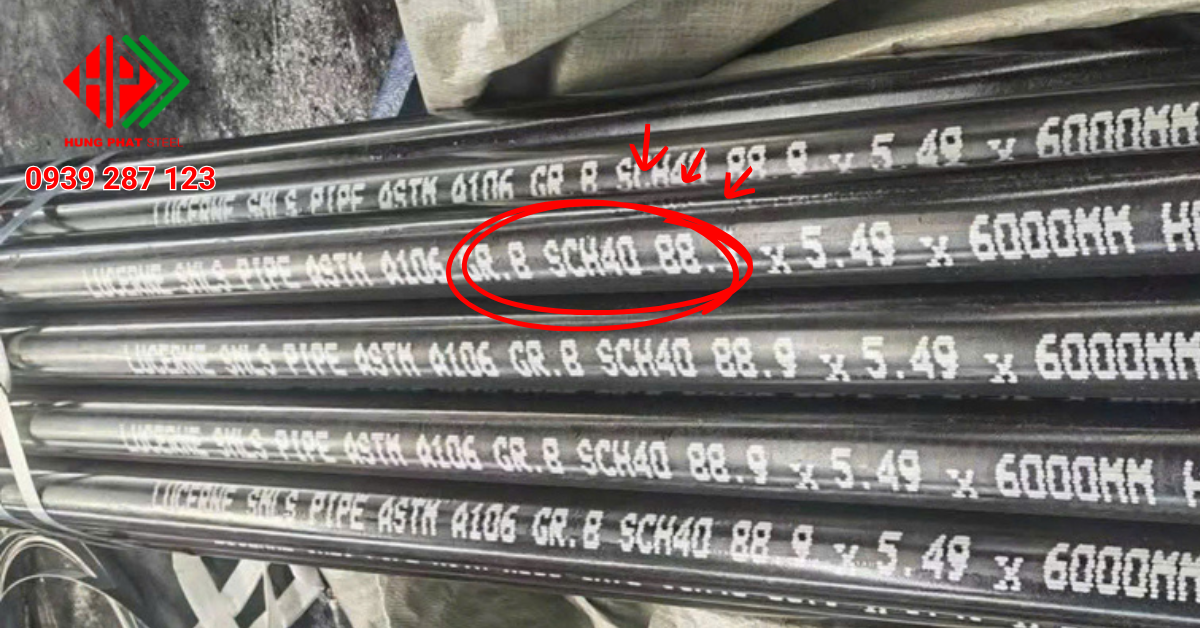 HUNG PHAT STEEL
0939 287 123
LUCERNE SMLS PIPE ASTM A106 GR.B SCH40 88.9 x 5.49 x 6000MM
LUCERNE SMLS PIPE ASTM A106 GR.B SCH40 88. x 5.49 x 6000MM
LUCERNE SMLS PIPE ASTM A106 GR.B SCH40 88.9 x 5.49 x 6000MM
LUCERNE SMLS PIPE ASTM A106 GR.B SCH40 88.9 x 5.49 x 6000MM
LUCERNE SMLS PIPE ASTM A106 GR.B SCH40 88.9 x 5.49 x 6000MM